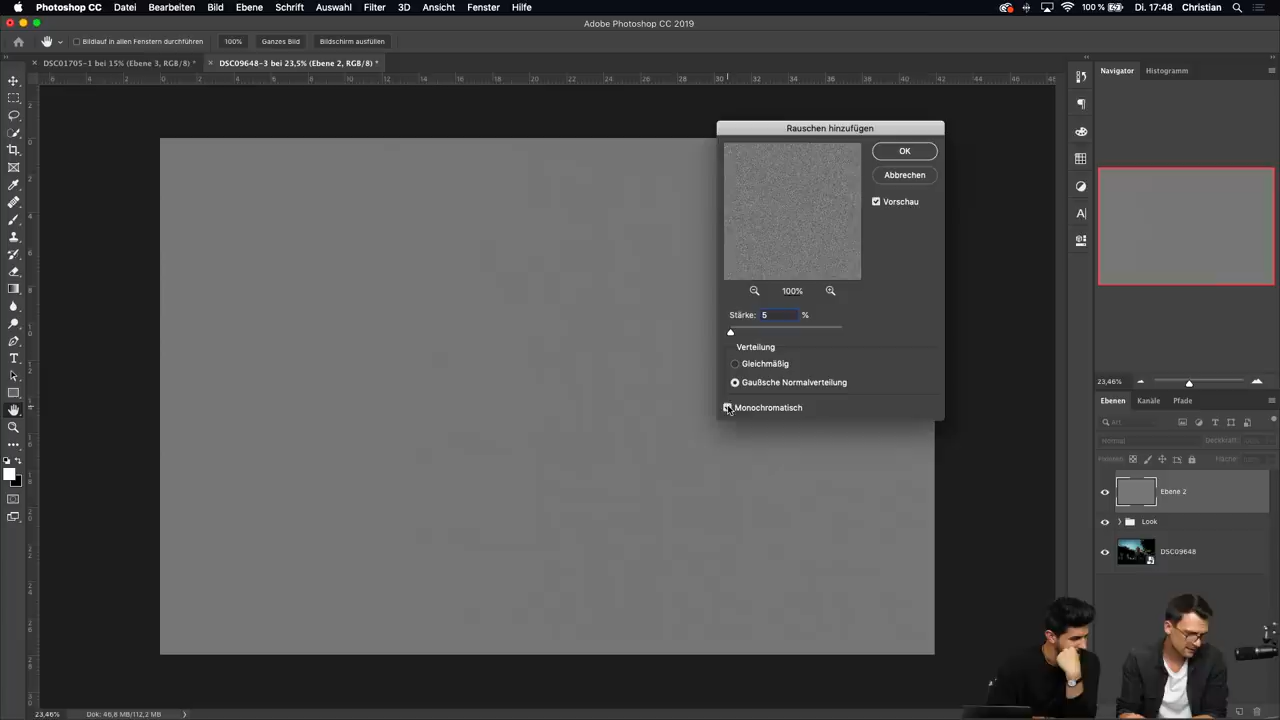 Photoshop CC Datei Bearbeiten Bild Ebene Schrift Auswahl Filter 3D Ansicht Fenster Hilfe 100 % Di. 17:48 Christian
Adobe Photoshop CC 2019
Bildlauf in allen Fenstern durchführen 100% Ganzes Bild Bildschirm ausfüllen
DSC01705-1 bei 15% (Ebene 3, RGB/8) * DSC09648-3 bei 23,5% (Ebene 2, RGB/8) *
Navigator Histogramm
Rauschen hinzufügen
OK
Abbrechen
Vorschau
100%
Stärke: 5 %
Verteilung
Gleichmäßig
Gaußsche Normalverteilung
Monochromatisch
23,46%
Ebenen Kanäle Pfade
Art
Normal Deckkraft:
Fläche:
Ebene 2
Look
DSC09648
23,46% Dok: 46,8 MB/112,2 MB